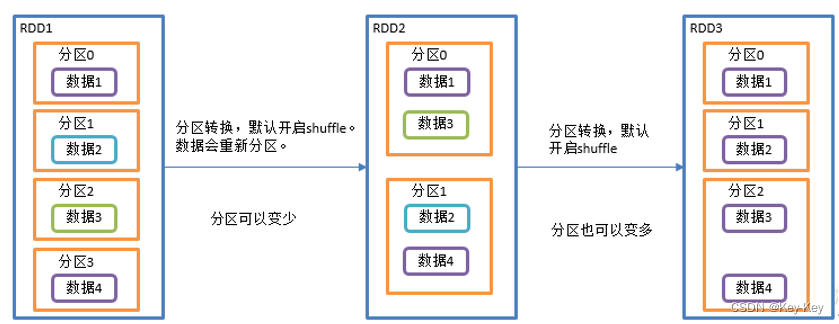 RDD1
分区0
数据1
分区1
数据2
分区2
数据3
分区3
数据4
分区转换，默认开启shuffle。
数据会重新分区。
分区可以变少
RDD2
分区0
数据1
数据3
分区1
数据2
数据4
分区转换，默认
开启shuffle
分区也可以变多
RDD3
分区0
数据1
分区1
数据2
分区2
数据3
数据4
CSDN @Key-Key